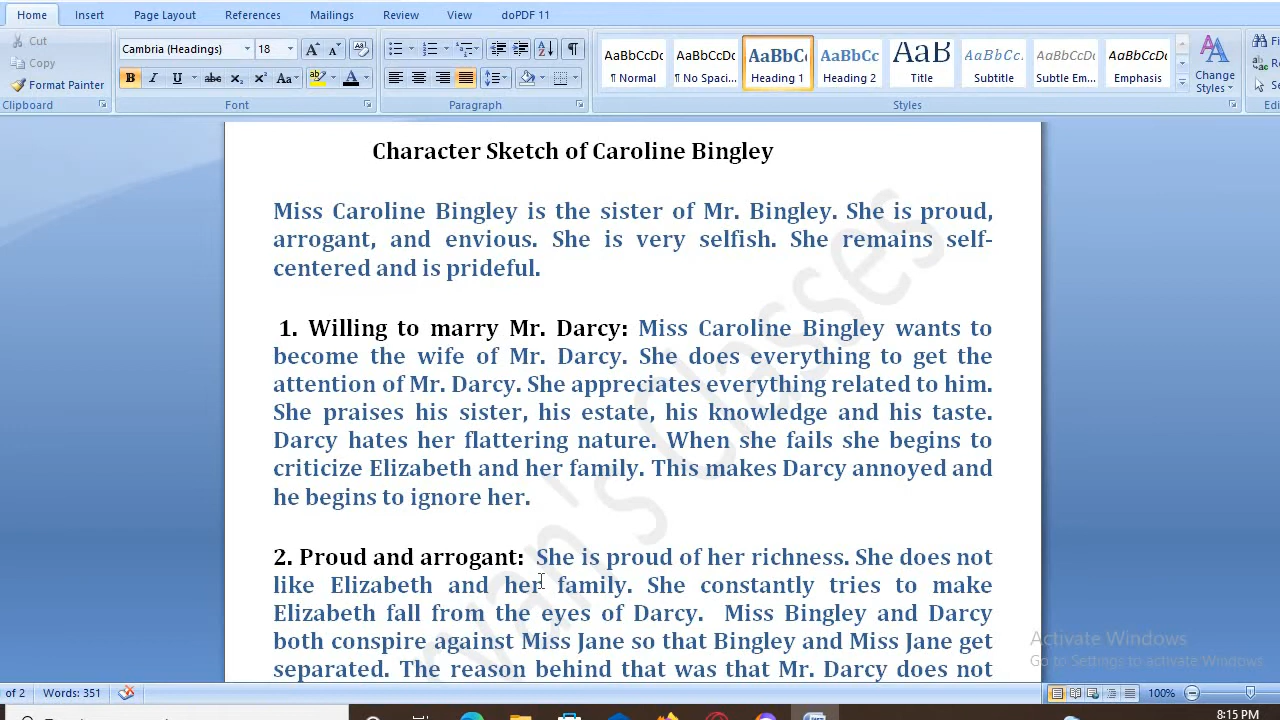 Home Insert Page Layout References Mailings Review View doPDF 11
Cut
Copy
Format Painter
Cambria (Headings) 18
AaBbCcDc AaBbCcDc AaBbCc AaBbCc AaB AaBbCc. AaBbCcDc AaBbCcDc
¶ Normal ¶ No Spaci... Heading 1 Heading 2 Title Subtitle Subtle Em... Emphasis
Change
Styles
Clipboard Font Paragraph Styles
Character Sketch of Caroline Bingley
Miss Caroline Bingley is the sister of Mr. Bingley. She is proud,
arrogant, and envious. She is very selfish. She remains self-
centered and is prideful.
1. Willing to marry Mr. Darcy: Miss Caroline Bingley wants to
become the wife of Mr. Darcy. She does everything to get the
attention of Mr. Darcy. She appreciates everything related to him.
She praises his sister, his estate, his knowledge and his taste.
Darcy hates her flattering nature. When she fails she begins to
criticize Elizabeth and her family. This makes Darcy annoyed and
he begins to ignore her.
2. Proud and arrogant: She is proud of her richness. She does not
like Elizabeth and her family. She constantly tries to make
Elizabeth fall from the eyes of Darcy. Miss Bingley and Darcy
both conspire against Miss Jane so that Bingley and Miss Jane get
separated. The reason behind that was that Mr. Darcy does not
Activate Windows
Go to Settings to activate Windows
of 2 Words: 351 100%
8:15 PM